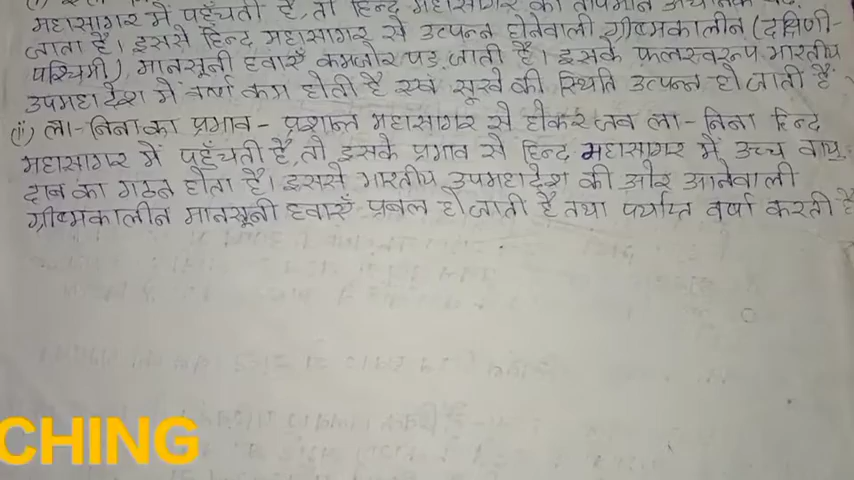 महासागर में पहुँचती है, तो हिन्द महासागर का तापमान
जाता है। इससे हिन्द महासागर से उत्पन्न होनेवाली ग्रीष्मकालीन (दक्षिणी-
पश्चिमी) मानसूनी हवाएँ कमजोर पड़ जाती हैं। इसके फलस्वरूप भारतीय
उपमहादेश में वर्षा कम होती है एवं सूखे की स्थिति उत्पन्न हो जाती है
(ii) ला-निना का प्रभाव - प्रशान्त महासागर से होकर जब ला-निना हिन्द
महासागर में पहुँचती है, तो इसके प्रभाव से हिन्द महासागर में उच्च वायु-
दाब का गठन होता है। इससे भारतीय उपमहादेश की ओर आनेवाली
ग्रीष्मकालीन मानसूनी हवाएँ प्रबल हो जाती हैं तथा पर्याप्त वर्षा करती है
CHING